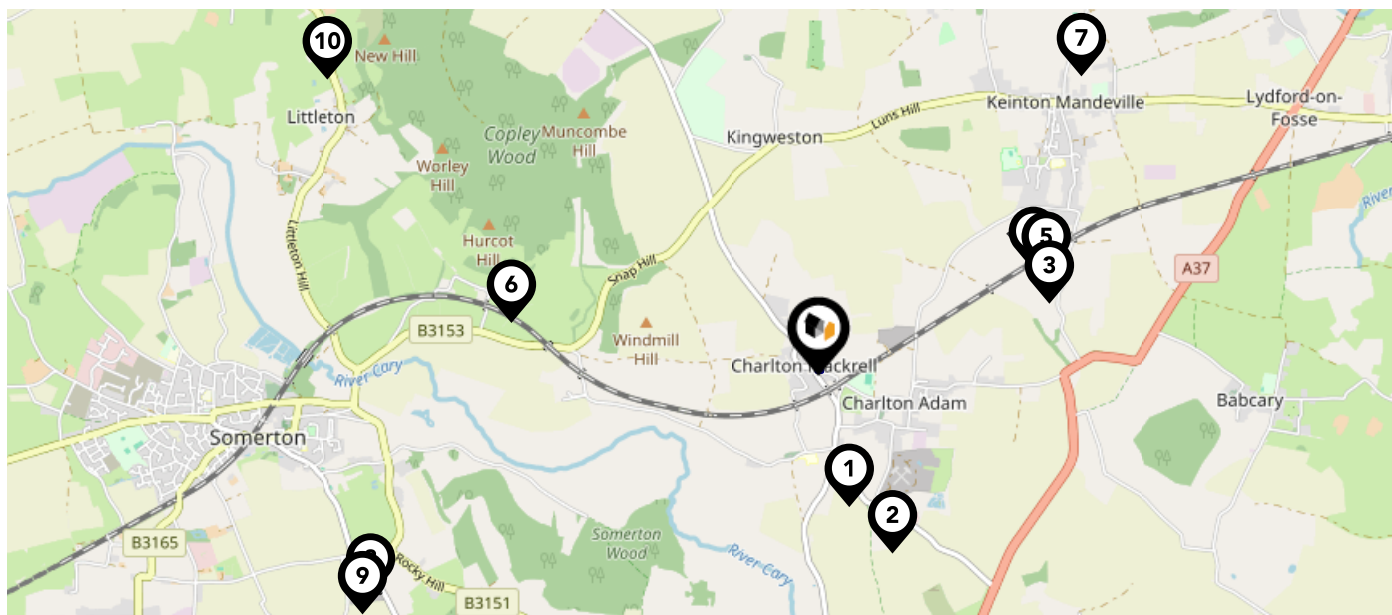 10
New Hill
7
Keinton Mandeville
Lydford-on-
Fosse
Littleton
Luns Hill
Copley
Wood
Muncombe
Hill
Kingweston
Worley
Hill
River
Littleton Hill
Hurcot
Hill
5
3
Snap Hill
A37
6
B3153
Windmill
Hill
Charlton Mackrell
River Cary
Charlton Adam
Babcary
Somerton
1
2
Somerton
Wood
B3165
River Cary
9
Rocky Hill
B3151